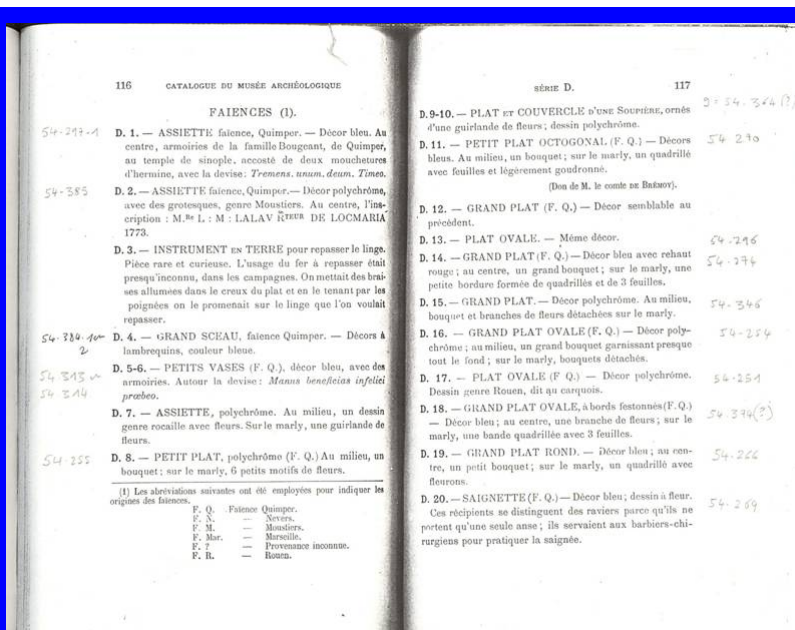 116 CATALOGUE DU MUSÉE ARCHÉOLOGIQUE
FAIENCES (1).
54-297-1
D. 1. — ASSIETTE faïence, Quimper. — Décor bleu. Au
centre, armoiries de la famille Bougeant, de Quimper,
au temple de sinople, accosté de deux mouchetures
d'hermine, avec la devise: Tremens. unum. deum. Timeo.
54-385
D. 2. — ASSIETTE faïence, Quimper. — Décor polychrôme,
avec des grotesques, genre Moustiers. Au centre, l'ins-
cription : M.Re L : M : LALAV RTEUR DE LOCMARIA
1773.
D. 3. — INSTRUMENT EN TERRE pour repasser le linge.
Pièce rare et curieuse. L'usage du fer à repasser était
presqu'inconnu, dans les campagnes. On mettait des brai-
ses allumées dans le creux du plat et en le tenant par les
poignées on le promenait sur le linge que l'on voulait
repasser.
54-384
2
D. 4. — GRAND SCEAU, faïence Quimper. — Décors à
lambrequins, couleur bleue.
54 313
54 314
D. 5-6. — PETITS VASES (F. Q.), décor bleu, avec des
armoiries. Autour la devise : Manus beneficias infelici
præbeo.
D. 7. — ASSIETTE, polychrôme. Au milieu, un dessin
genre rocaille avec fleurs. Sur le marly, une guirlande de
fleurs.
54-255
D. 8. — PETIT PLAT, polychrôme (F. Q.) Au milieu, un
bouquet ; sur le marly, 6 petits motifs de fleurs.
(1) Les abréviations suivantes ont été employées pour indiquer les
origines des faïences.
F. Q. Faïence Quimper.
F. N. — Nevers.
F. M. — Moustiers.
F. Mar. — Marseille.
F. ? — Provenance inconnue.
F. R. — Rouen.
SÉRIE D. 117
9 = 54. 364 (?)
D. 9-10. — PLAT ET COUVERCLE D'UNE SOUPIÈRE, ornés
d'une guirlande de fleurs ; dessin polychrôme.
54 290
D. 11. — PETIT PLAT OCTOGONAL (F. Q.) — Décors
bleus. Au milieu, un bouquet ; sur le marly, un quadrillé
avec feuilles et légèrement goudronné.
(Don de M. le comte de BRÉMOY).
D. 12. — GRAND PLAT (F. Q.) — Décor semblable au
précédent.
D. 13. — PLAT OVALE. — Même décor.
54-296
D. 14. — GRAND PLAT (F. Q.) — Décor bleu avec rehaut
54-274
rouge ; au centre, un grand bouquet ; sur le marly, une
petite bordure formée de quadrillés et de 3 feuilles.
D. 15. — GRAND PLAT. — Décor polychrôme. Au milieu,
54-346
bouquet et branches de fleurs détachées sur le marly.
D. 16. — GRAND PLAT OVALE (F. Q.) — Décor poly-
54-254
chrôme ; au milieu, un grand bouquet garnissant presque
tout le fond ; sur le marly, bouquets détachés.
D. 17. — PLAT OVALE (F Q.) — Décor polychrôme.
54-251
Dessin genre Rouen, dit au carquois.
D. 18. — GRAND PLAT OVALE, à bords festonnés (F. Q.)
54.394(?)
— Décor bleu ; au centre, une branche de fleurs ; sur le
marly, une bande quadrillée avec 3 feuilles.
D. 19. — GRAND PLAT ROND. — Décor bleu ; au cen-
54-266
tre, un petit bouquet ; sur le marly, un quadrillé avec
fleurons.
D. 20. — SAIGNETTE (F. Q.) — Décor bleu ; dessin à fleur.
54-269
Ces récipients se distinguent des raviers parce qu'ils ne
portent qu'une seule anse ; ils servaient aux barbiers-chi-
rurgiens pour pratiquer la saignée.